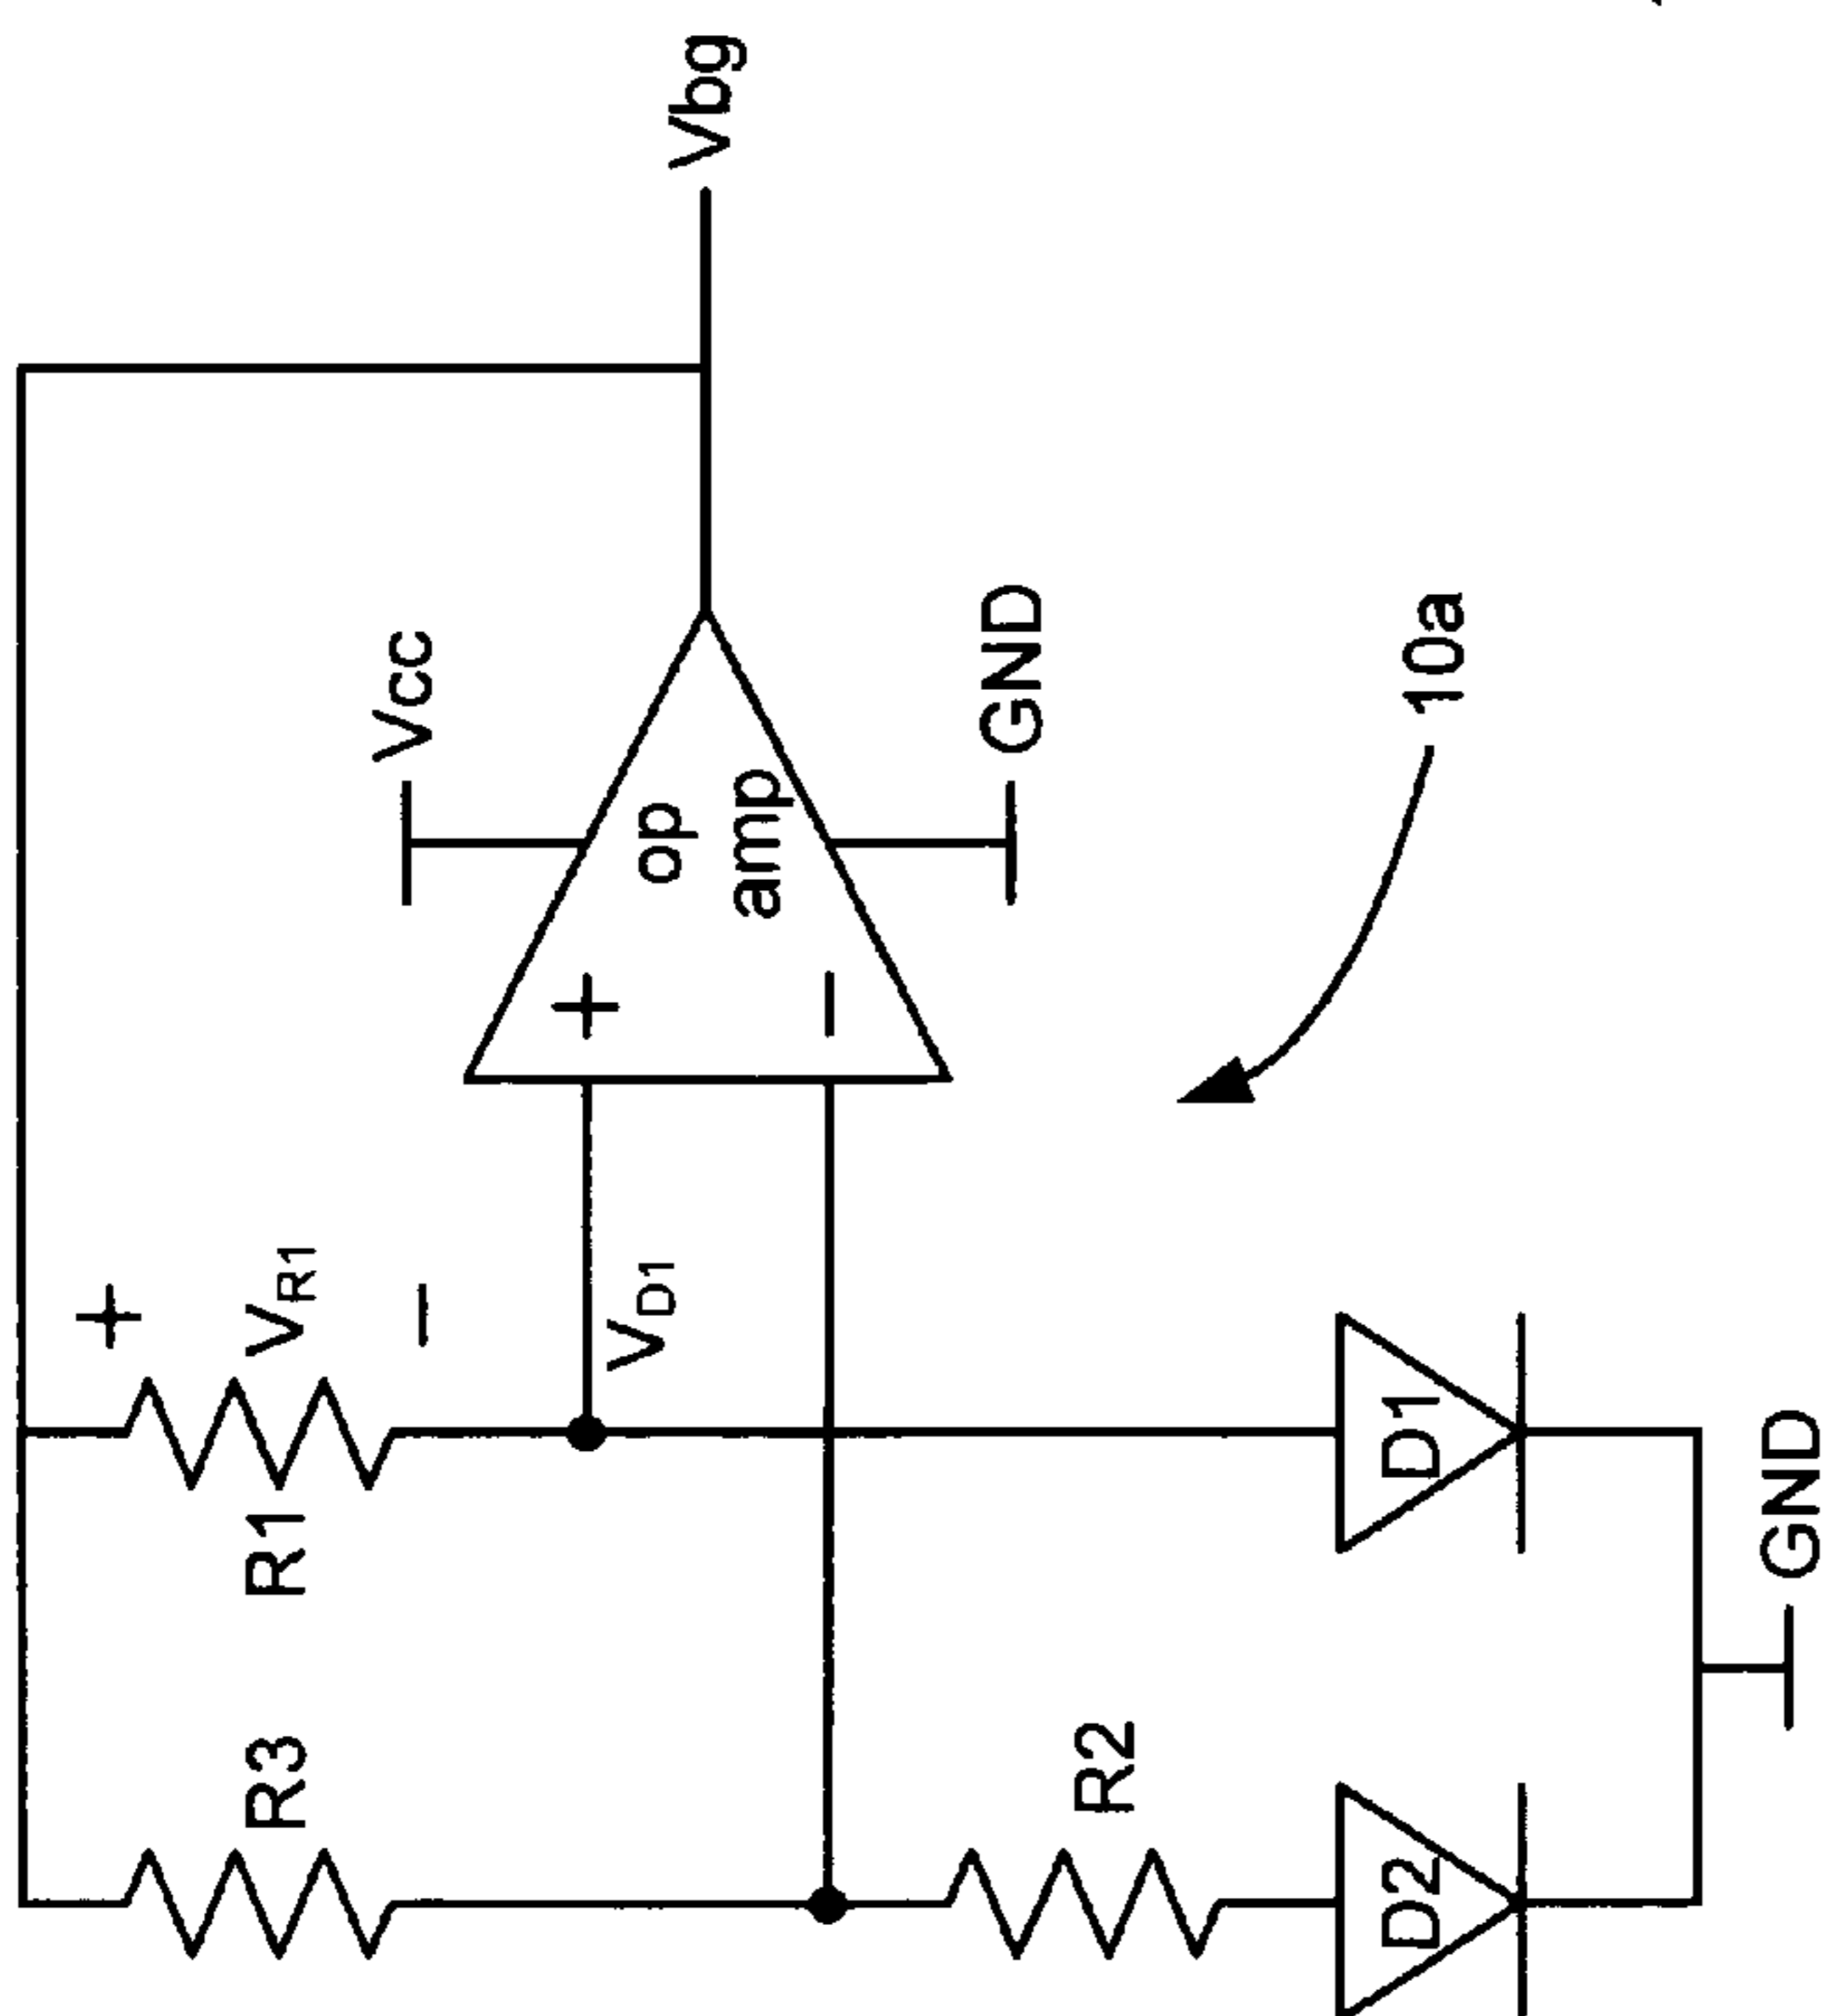 Vbg
Vcc
op
amp
GND
10a
+
−
+
VR1
−
VD1
R1
R3
R2
D1
D2
GND